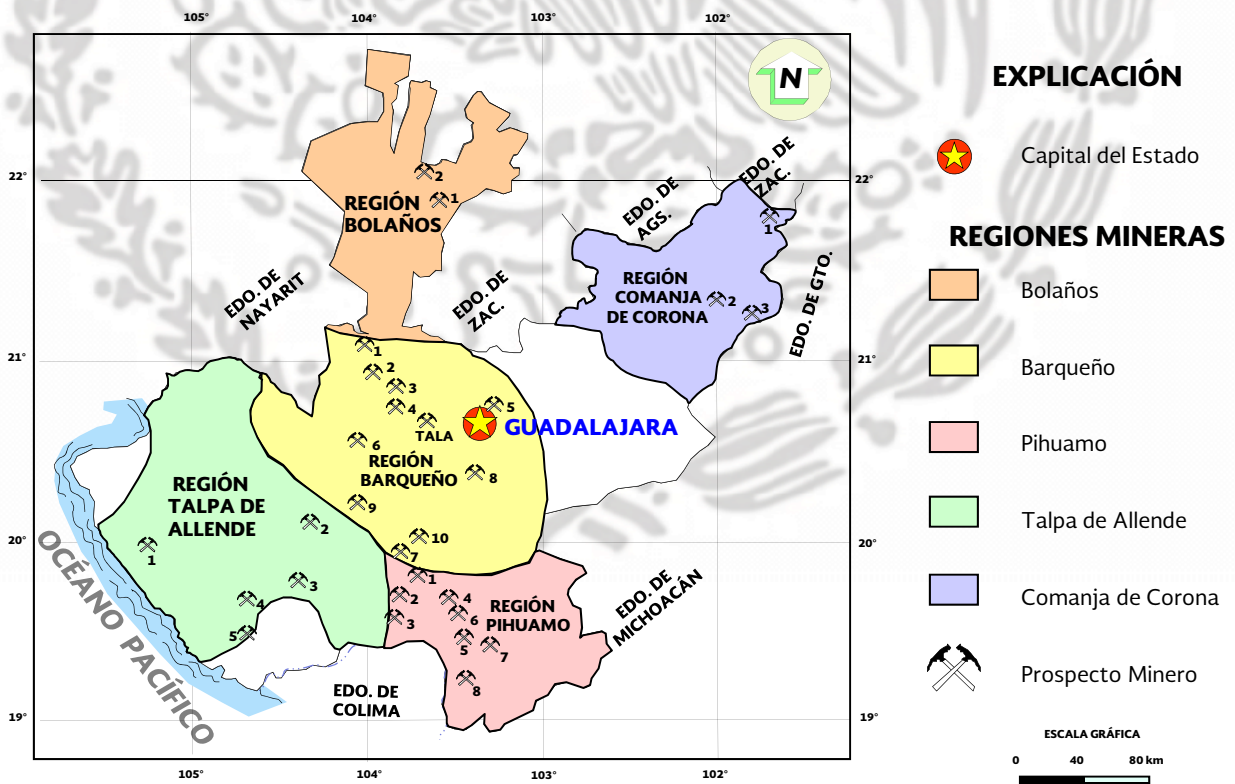 105°
104°
103°
102°
N
22°
22°
21°
21°
20°
20°
19°
19°
105°
104°
103°
102°
REGIÓN
BOLAÑOS
2
1
EDO. DE
NAYARIT
EDO. DE
ZAC.
EDO. DE
AGS.
EDO. DE
ZAC.
EDO. DE GTO.
REGIÓN
COMANJA
DE CORONA
1
2
3
1
2
3
4
5
6
TALA
GUADALAJARA
REGIÓN
BARQUEÑO
8
9
10
7
REGIÓN
TALPA DE
ALLENDE
1
2
3
4
5
OCÉANO PACÍFICO
REGIÓN
PIHUAMO
1
2
3
4
6
5
7
8
EDO. DE
MICHOACÁN
EDO. DE
COLIMA
EXPLICACIÓN
Capital del Estado
REGIONES MINERAS
Bolaños
Barqueño
Pihuamo
Talpa de Allende
Comanja de Corona
Prospecto Minero
ESCALA GRÁFICA
0 40 80 km